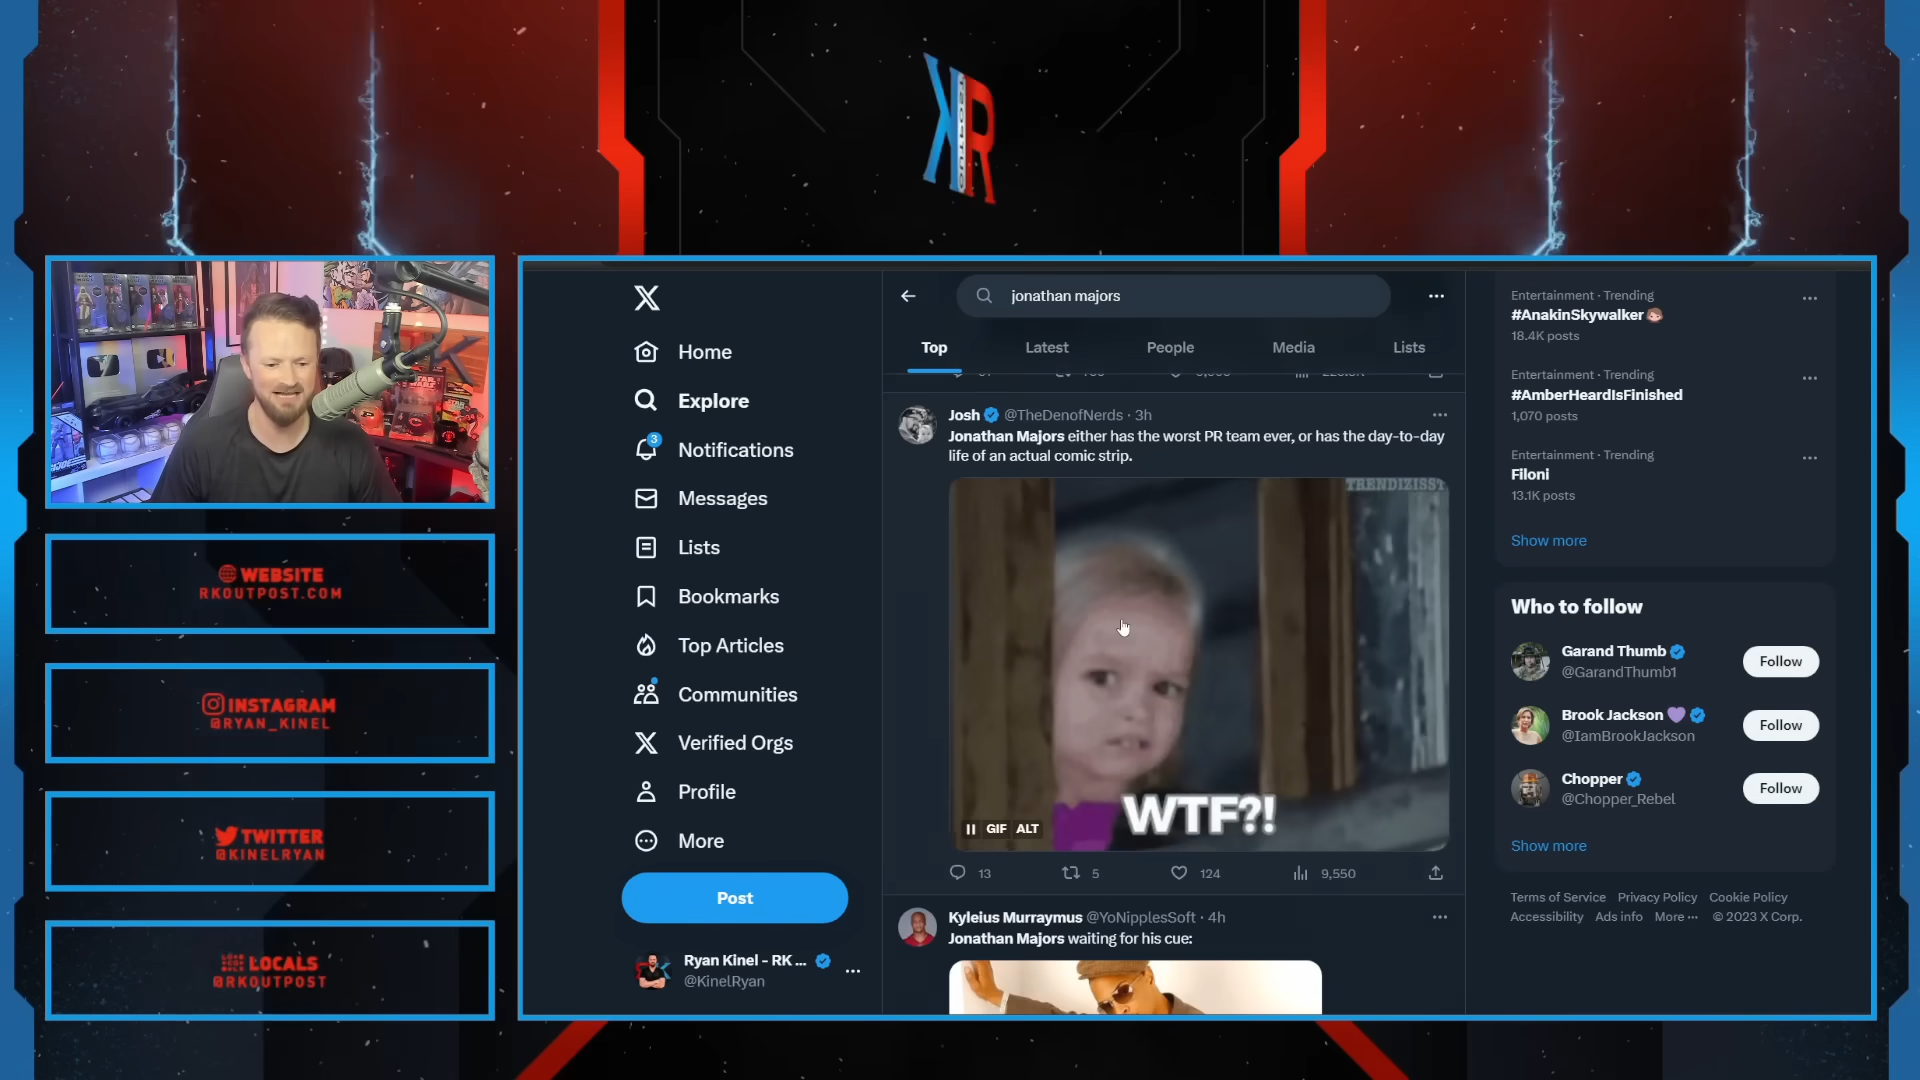 KR
OUTPOST
WEBSITE
RKOUTPOST.COM
INSTAGRAM
@RYAN_KINEL
TWITTER
@KINELRYAN
LOCALS
@RKOUTPOST
Home
Explore
3
Notifications
Messages
Lists
Bookmarks
Top Articles
Communities
Verified Orgs
Profile
More
Post
Ryan Kinel - RK ...
@KinelRyan
jonathan majors
Top
Latest
People
Media
Lists
Josh @TheDenofNerds · 3h
Jonathan Majors either has the worst PR team ever, or has the day-to-day
life of an actual comic strip.
TRENDIZISST
WTF?!
GIF ALT
13
5
124
9,550
Kyleius Murraymus @YoNipplesSoft · 4h
Jonathan Majors waiting for his cue:
Entertainment · Trending
#AnakinSkywalker
18.4K posts
Entertainment · Trending
#AmberHeardIsFinished
1,070 posts
Entertainment · Trending
Filoni
13.1K posts
Show more
Who to follow
Garand Thumb
@GarandThumb1
Follow
Brook Jackson
@IamBrookJackson
Follow
Chopper
@Chopper_Rebel
Follow
Show more
Terms of Service Privacy Policy Cookie Policy
Accessibility Ads info More ··· © 2023 X Corp.